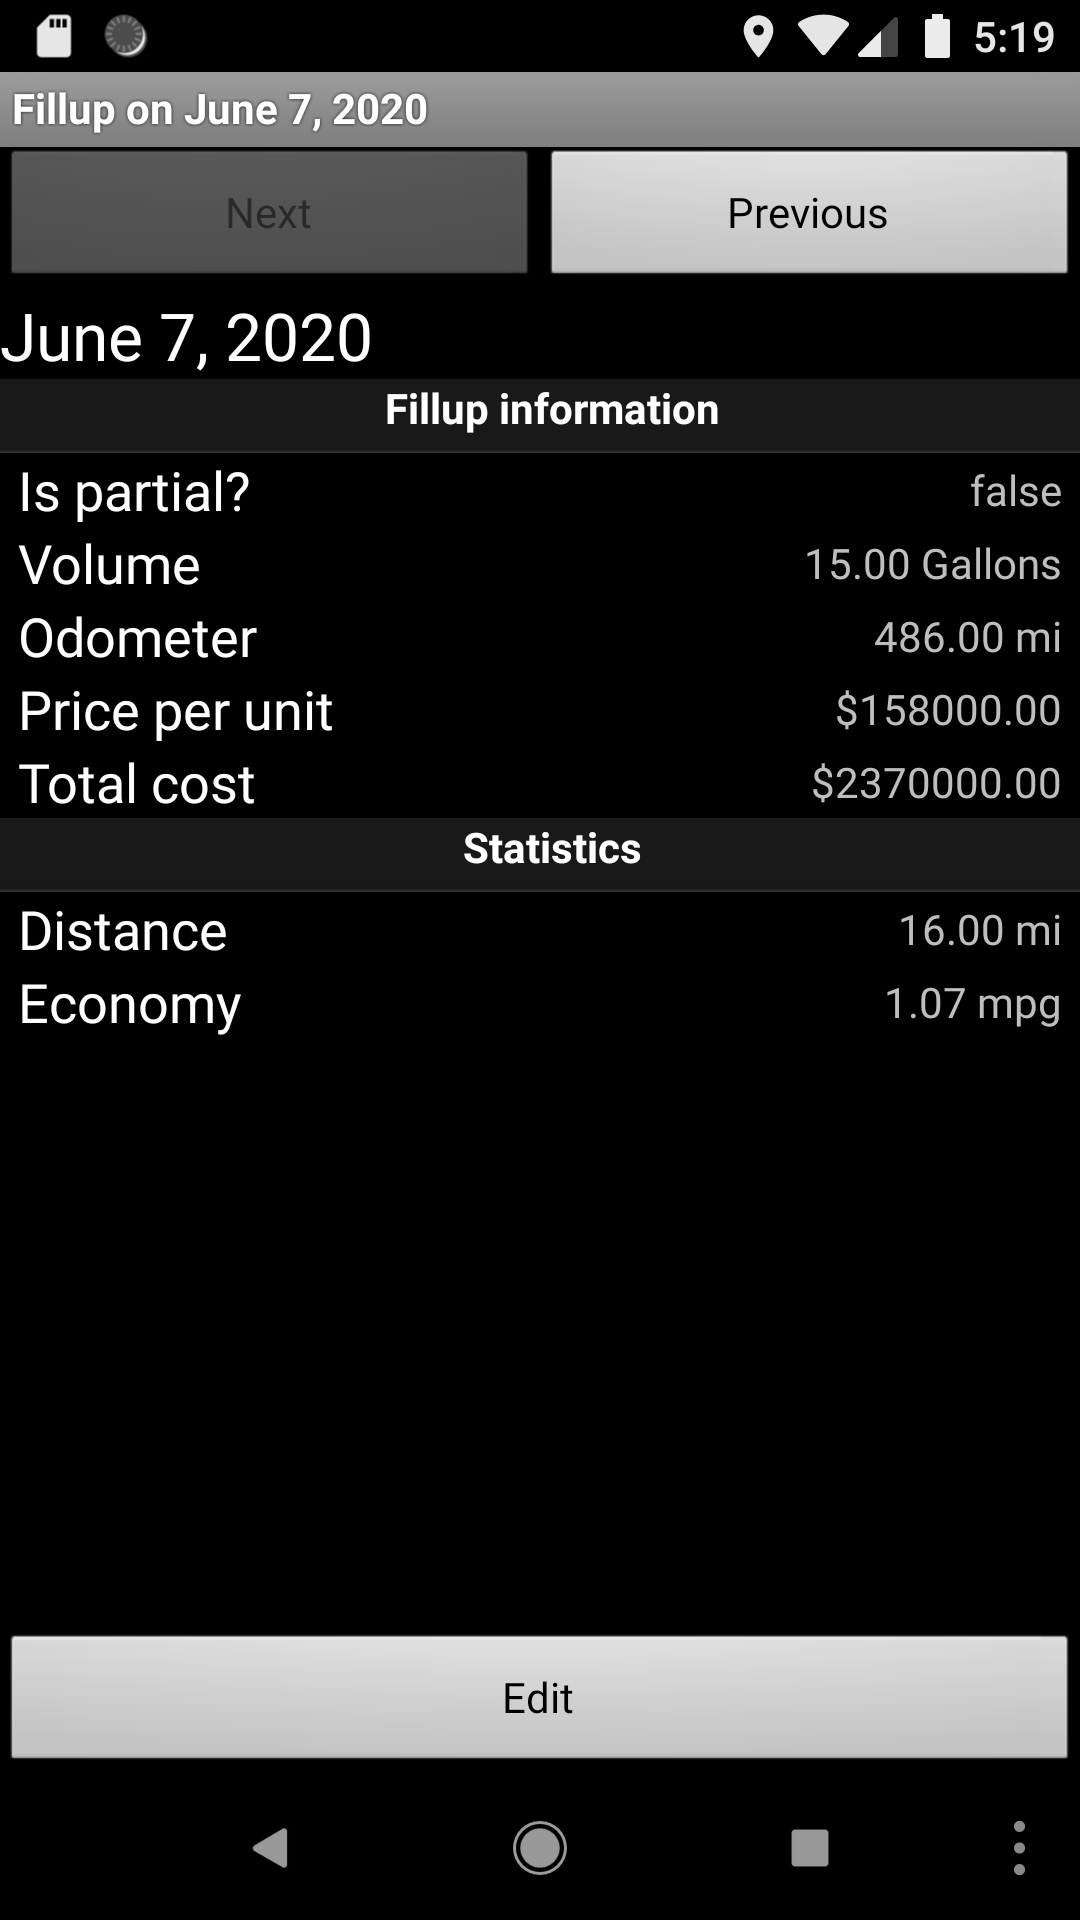 5:19
Fillup on June 7, 2020
Next Previous
June 7, 2020
Fillup information
Is partial? false
Volume 15.00 Gallons
Odometer 486.00 mi
Price per unit $158000.00
Total cost $2370000.00
Statistics
Distance 16.00 mi
Economy 1.07 mpg
Edit